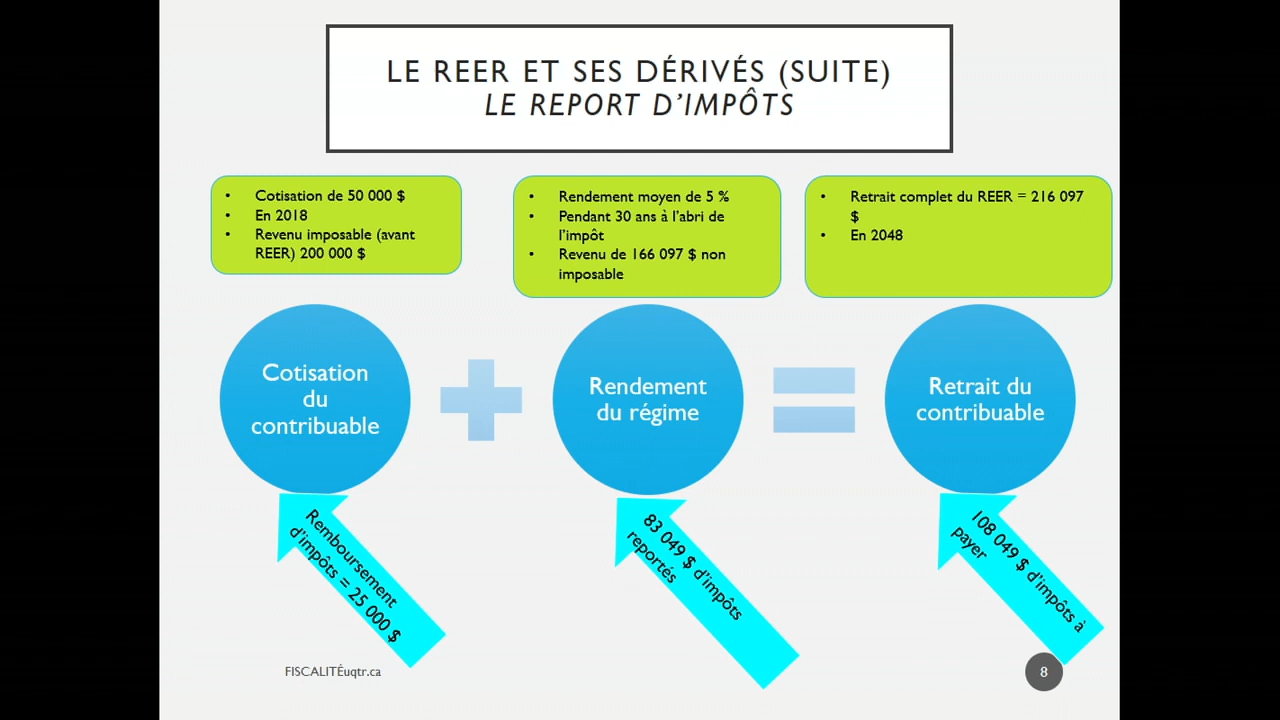 LE REER ET SES DÉRIVÉS (SUITE)
LE REPORT D'IMPÔTS
• Cotisation de 50 000 $
• En 2018
• Revenu imposable (avant
REER) 200 000 $
• Rendement moyen de 5 %
• Pendant 30 ans à l'abri de
l'impôt
• Revenu de 166 097 $ non
imposable
• Retrait complet du REER = 216 097
$
• En 2048
Cotisation
du
contribuable
Rendement
du régime
Retrait du
contribuable
Remboursement
d'impôts = 25 000 $
83 049 $ d'impôts
reportés
108 049 $ d'impôts à
payer
FISCALITÉuqtr.ca
8